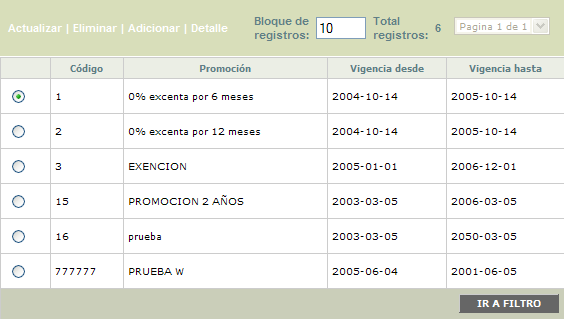 Actualizar | Eliminar | Adicionar | Detalle Bloque de registros: 10 Total registros: 6 Pagina 1 de 1
Código Promoción Vigencia desde Vigencia hasta
1 0% excenta por 6 meses 2004-10-14 2005-10-14
2 0% excenta por 12 meses 2004-10-14 2005-10-14
3 EXENCION 2005-01-01 2006-12-01
15 PROMOCION 2 AÑOS 2003-03-05 2006-03-05
16 prueba 2003-03-05 2050-03-05
777777 PRUEBA W 2005-06-04 2001-06-05
IR A FILTRO